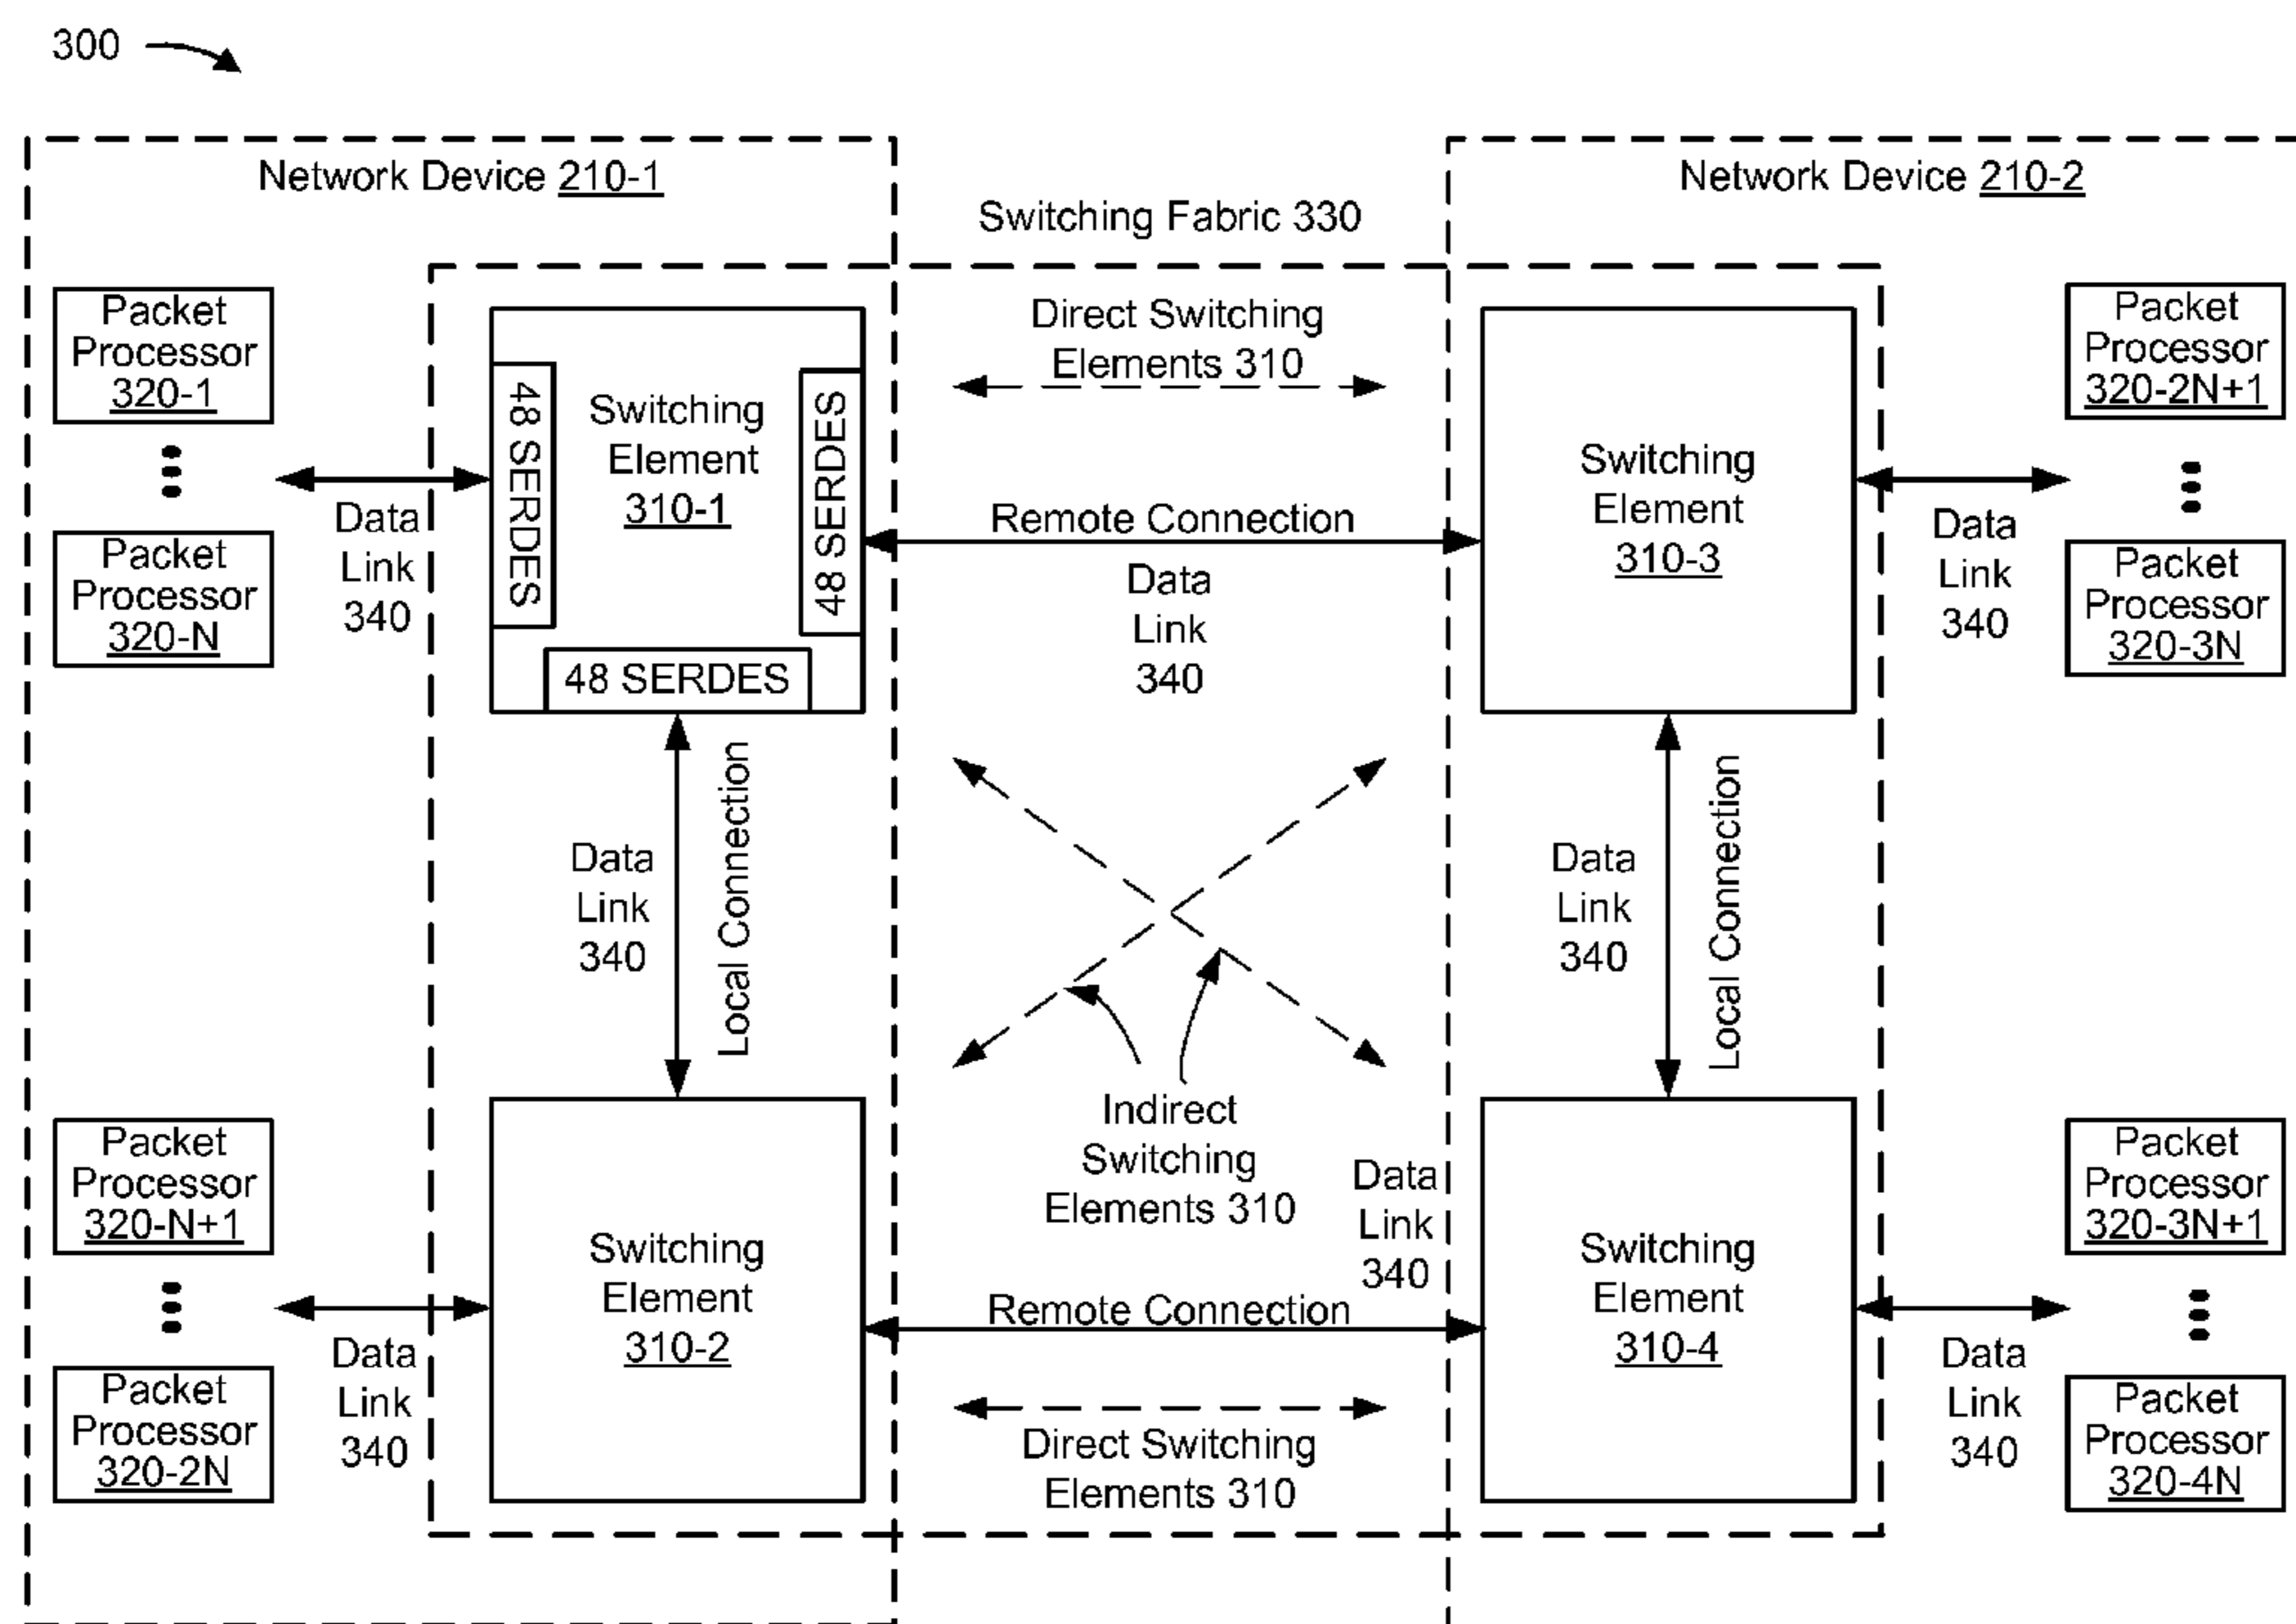 300
Network Device 210-1
Network Device 210-2
Switching Fabric 330
Packet
Processor
320-1
Packet
Processor
320-N
Data
Link
340
48 SERDES
Switching
Element
310-1
48 SERDES
48 SERDES
Direct Switching
Elements 310
Remote Connection
Data
Link
340
Switching
Element
310-3
Data
Link
340
Packet
Processor
320-2N+1
Packet
Processor
320-3N
Data
Link
340
Local Connection
Data
Link
340
Local Connection
Indirect
Switching
Elements 310
Packet
Processor
320-N+1
Packet
Processor
320-2N
Data
Link
340
Switching
Element
310-2
Data
Link
340
Remote Connection
Direct Switching
Elements 310
Switching
Element
310-4
Data
Link
340
Packet
Processor
320-3N+1
Packet
Processor
320-4N